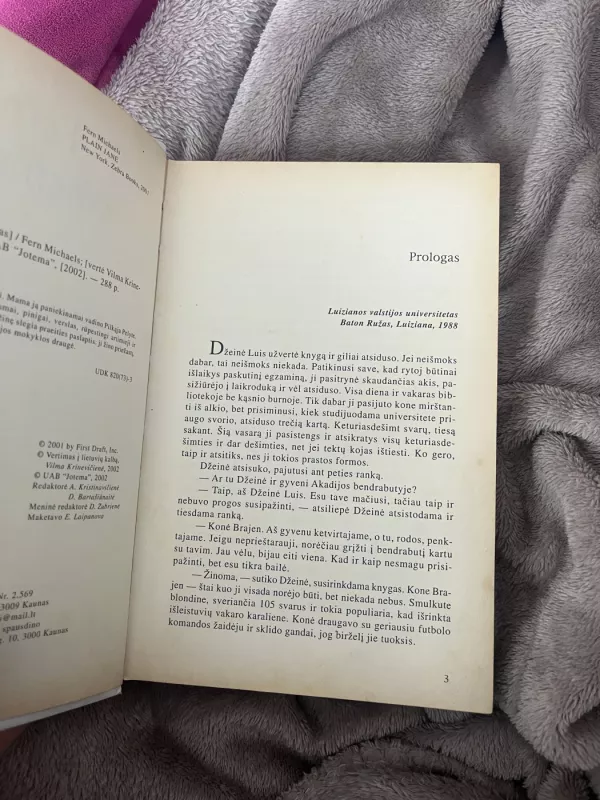 Fern Michaels
PLAIN JANE
New York, Zebra Books, 2001
as] / Fern Michaels; [vertė Vilma Krine-
AB "Jotema", [2002]. — 288 p.
Mama ją paniekinamai vadino Pilkąja Pelyte.
mai, pinigai, verslas, rūpestingi artimieji ir
tinę slegia praeities paslaptis, ji liko priešais,
jos mokyklos draugė.
UDK 820(73)-3
© 2001 by First Draft, Inc.
© Vertimas į lietuvių kalbą,
Vilma Krinevičienė, 2002
© UAB "Jotema", 2002
Redaktorė A. Kristinavičienė
D. Barradžiūnaitė
Meninė redaktorė D. Zubrienė
Maketavo E. Laipanova
Nr. 2.569
3009 Kaunas
@mail.lt
spausdino
g. 10, 3000 Kaunas
Prologas
Luizianos valstijos universitetas
Baton Ružas, Luiziana, 1988
Džeinė Luis užvertė knygą ir giliai atsiduso. Jei neišmoks
dabar, tai neišmoks niekada. Patikinusi save, kad rytoj būtinai
išlaikys paskutinį egzaminą, ji pasitrynė skaudančias akis, pa-
sižiūrėjo į laikroduką ir vėl atsiduso. Visa diena ir vakaras bib-
liotekoje be kąsnio burnoje. Tik dabar ji pasijuto kone mirštan-
ti iš alkio, bet prisiminusi, kiek studijuodama universitete pri-
augo svorio, atsiduso trečią kartą. Keturiasdešimt svarų, tiesą
sakant. Šią vasarą ji pasistengs ir atsikratys visų keturiasde-
šimties ir dar dešimties, net jei tektų kojas ištiesti. Ko gero,
taip ir atsitiks, nes ji tokios prastos formos.
Džeinė atsisuko, pajutusi ant peties ranką.
— Ar tu Džeinė ir gyveni Akadijos bendrabutyje?
— Taip, aš Džeinė Luis. Esu tave mačiusi, tačiau taip ir
nebuvo progos susipažinti, — atsiliepė Džeinė atsistodama ir
tiesdama ranką.
— Konė Brajen. Aš gyvenu ketvirtajame, o tu, rodos, penk-
tajame. Jeigu neprieštarauji, norėčiau grįžti į bendrabutį kartu
su tavim. Jau vėlu, bijau eiti viena. Kad ir kaip nesmagu prisi-
pažinti, bet esu tikra bailė.
— Žinoma, — sutiko Džeinė, susirinkdama knygas. Konė Bra-
jen — štai kuo ji visada norėjo būti, bet niekada nebus. Smulkutė
blondinė, sverianti 105 svarus ir tokia populiari, kad išrinkta
išleistuvių vakaro karaliene. Konė draugavo su geriausiu futbolo
komandos žaidėju ir sklido gandai, jog birželį jie tuoksis.
3